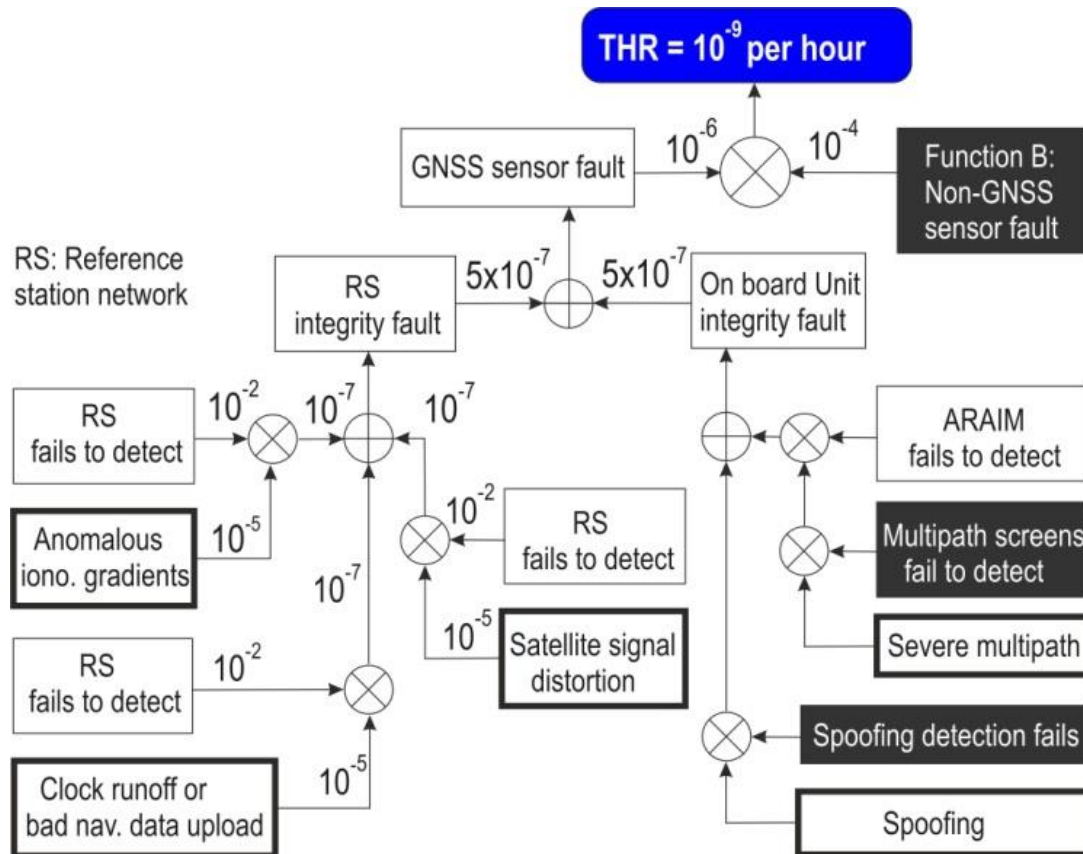 THR = 10⁻⁹ per hour
GNSS sensor fault
10⁻⁶
10⁻⁴
Function B:
Non-GNSS
sensor fault
RS: Reference
station network
RS
integrity fault
5x10⁻⁷
5x10⁻⁷
On board Unit
integrity fault
RS
fails to detect
10⁻²
10⁻⁷
10⁻⁷
ARAIM
fails to detect
Anomalous
iono. gradients
10⁻⁵
10⁻²
RS
fails to detect
Multipath screens
fail to detect
10⁻⁷
RS
fails to detect
10⁻²
10⁻⁵
Satellite signal
distortion
Severe multipath
Clock runoff or
bad nav. data upload
10⁻⁵
Spoofing detection fails
Spoofing